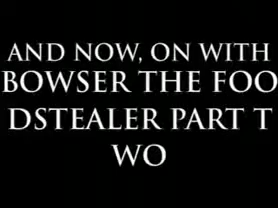 AND NOW, ON WITH
BOWSER THE FOO
DSTEALER PART T
WO